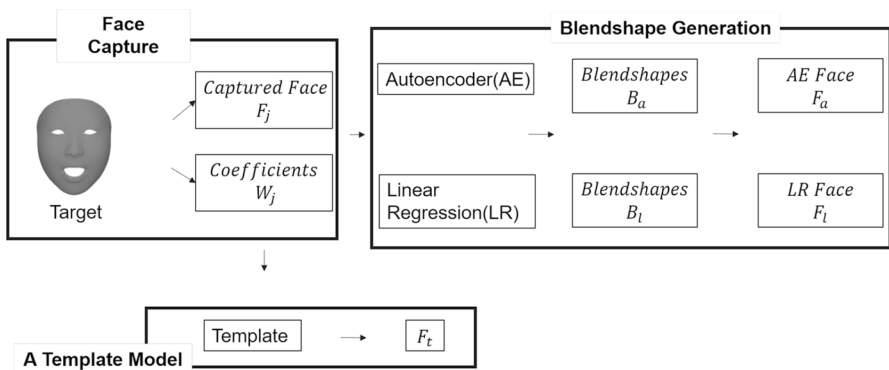 Face
Capture
Captured Face
F_j
Coefficients
W_j
Target
Blendshape Generation
Autoencoder(AE)
Blendshapes
B_a
AE Face
F_a
Linear
Regression(LR)
Blendshapes
B_l
LR Face
F_l
Template
F_t
A Template Model